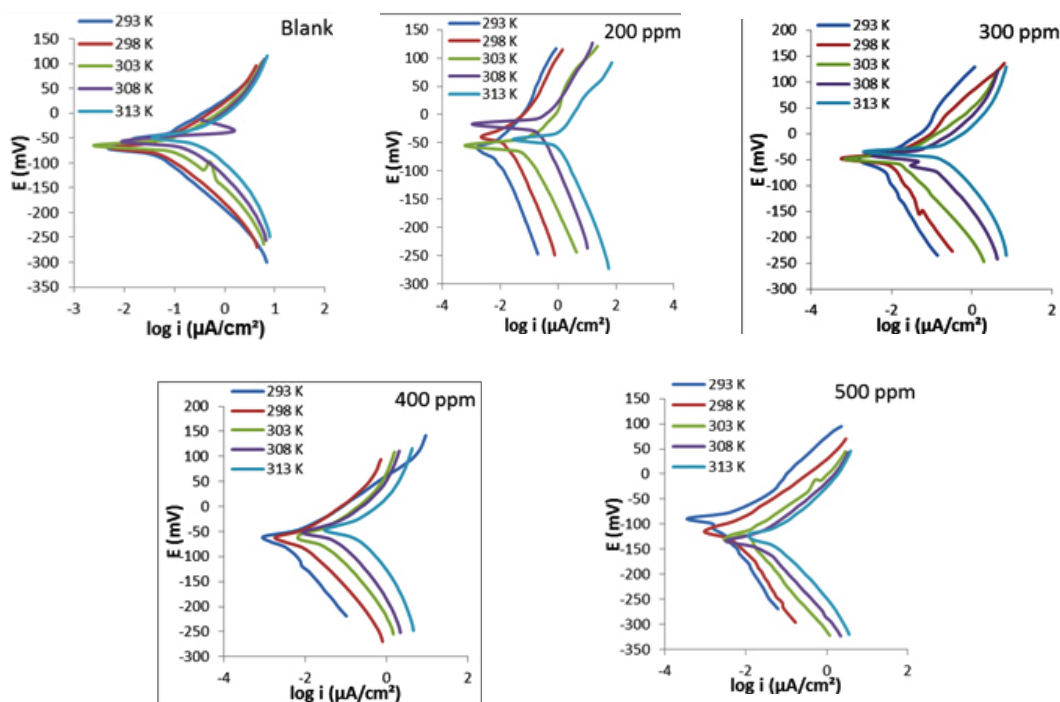 Blank
293 K
298 K
303 K
308 K
313 K
150
100
50
0
-50
-100
-150
-200
-250
-300
-350
E (mV)
-3
-2
-1
0
1
2
log i (µA/cm²)
200 ppm
293 K
298 K
303 K
308 K
313 K
150
100
50
0
-50
-100
-150
-200
-250
-300
E (mV)
-4
-2
0
2
4
log i (µA/cm²)
300 ppm
293 K
298 K
303 K
308 K
313 K
200
150
100
50
0
-50
-100
-150
-200
-250
-300
E (mV)
-4
-2
0
2
log i (µA/cm²)
400 ppm
293 K
298 K
303 K
308 K
313 K
200
150
100
50
0
-50
-100
-150
-200
-250
-300
E (mV)
-4
-2
0
2
log i (µA/cm²)
500 ppm
293 K
298 K
303 K
308 K
313 K
150
100
50
0
-50
-100
-150
-200
-250
-300
-350
E (mV)
-4
-2
0
2
log i (µA/cm²)